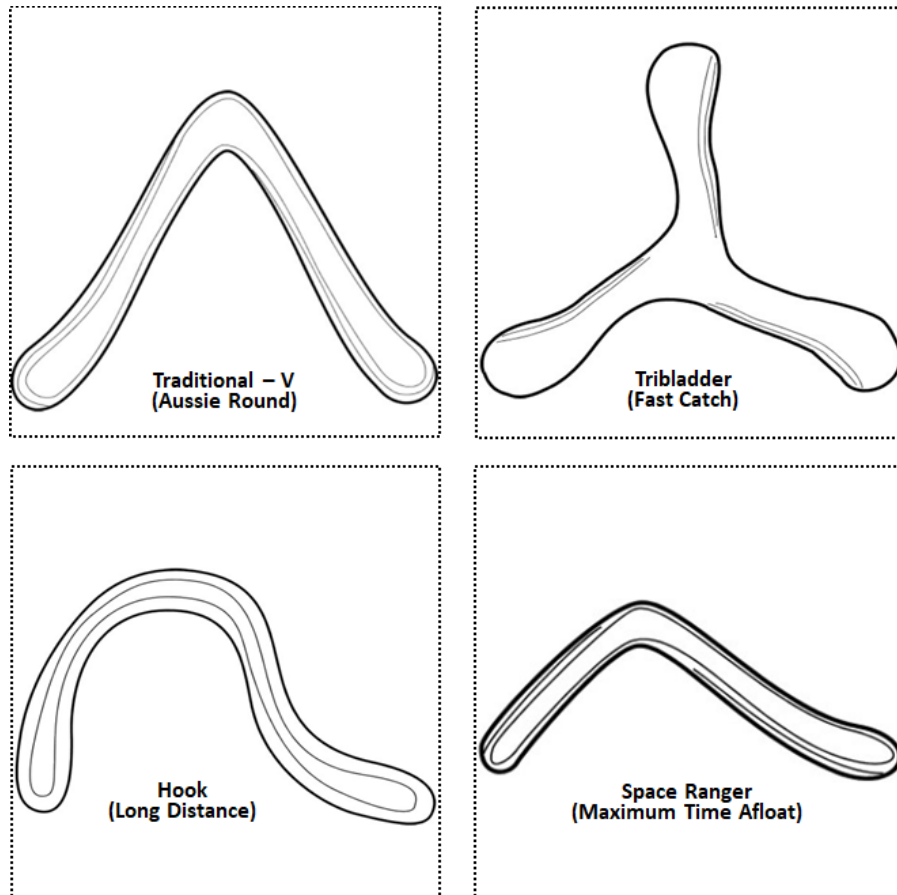 Traditional – V
(Aussie Round)
Tribladder
(Fast Catch)
Hook
(Long Distance)
Space Ranger
(Maximum Time Afloat)